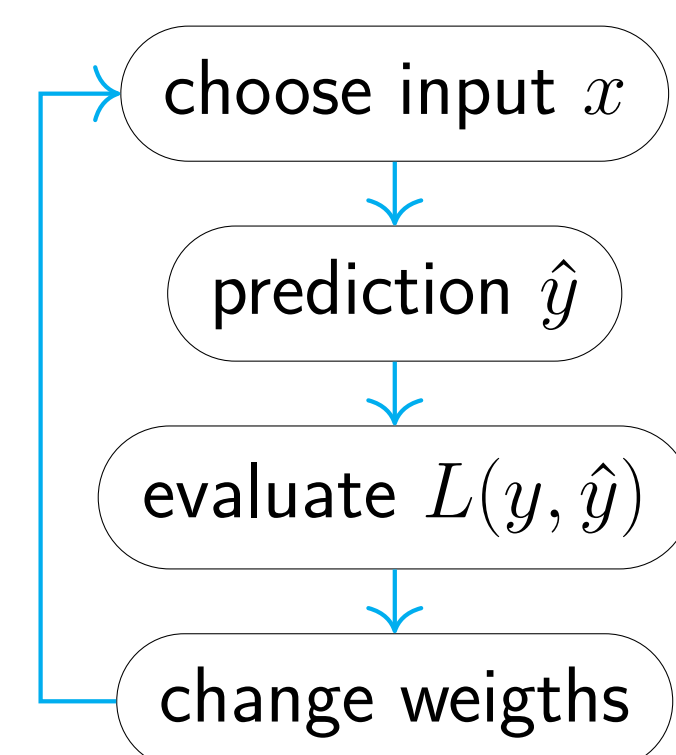 choose input x
prediction ŷ
evaluate L(y, ŷ)
change weigths